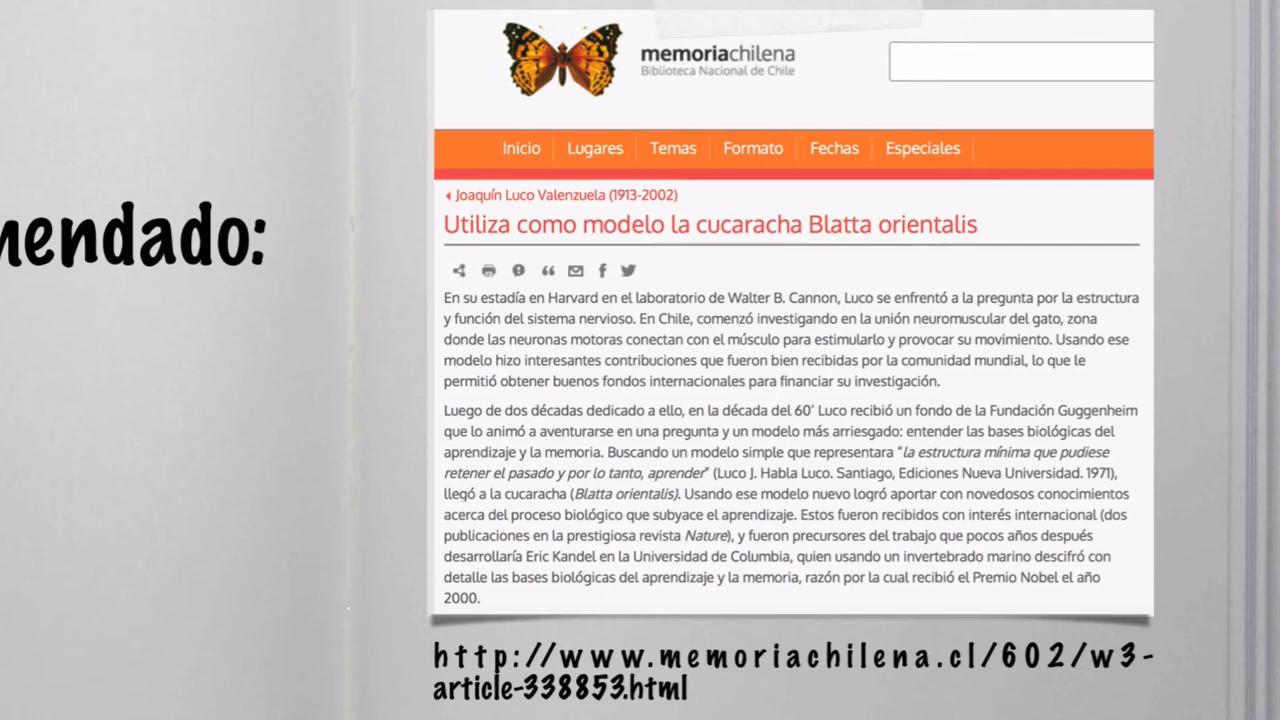 mendado:
memoriachilena
Biblioteca Nacional de Chile
Inicio Lugares Temas Formato Fechas Especiales
Joaquín Luco Valenzuela (1913-2002)
Utiliza como modelo la cucaracha Blatta orientalis
En su estadía en Harvard en el laboratorio de Walter B. Cannon, Luco se enfrentó a la pregunta por la estructura
y función del sistema nervioso. En Chile, comenzó investigando en la unión neuromuscular del gato, zona
donde las neuronas motoras conectan con el músculo para estimularlo y provocar su movimiento. Usando ese
modelo hizo interesantes contribuciones que fueron bien recibidas por la comunidad mundial, lo que le
permitió obtener buenos fondos internacionales para financiar su investigación.
Luego de dos décadas dedicado a ello, en la década del 60’ Luco recibió un fondo de la Fundación Guggenheim
que lo animó a aventurarse en una pregunta y un modelo más arriesgado: entender las bases biológicas del
aprendizaje y la memoria. Buscando un modelo simple que representara “la estructura mínima que pudiese
retener el pasado y por lo tanto, aprender” (Luco J. Habla Luco. Santiago, Ediciones Nueva Universidad. 1971),
llegó a la cucaracha (Blatta orientalis). Usando ese modelo nuevo logró aportar con novedosos conocimientos
acerca del proceso biológico que subyace el aprendizaje. Estos fueron recibidos con interés internacional (dos
publicaciones en la prestigiosa revista Nature), y fueron precursores del trabajo que pocos años después
desarrollaría Eric Kandel en la Universidad de Columbia, quien usando un invertebrado marino descifró con
detalle las bases biológicas del aprendizaje y la memoria, razón por la cual recibió el Premio Nobel el año
2000.
http://www.memoriachilena.cl/602/w3-
article-338853.html